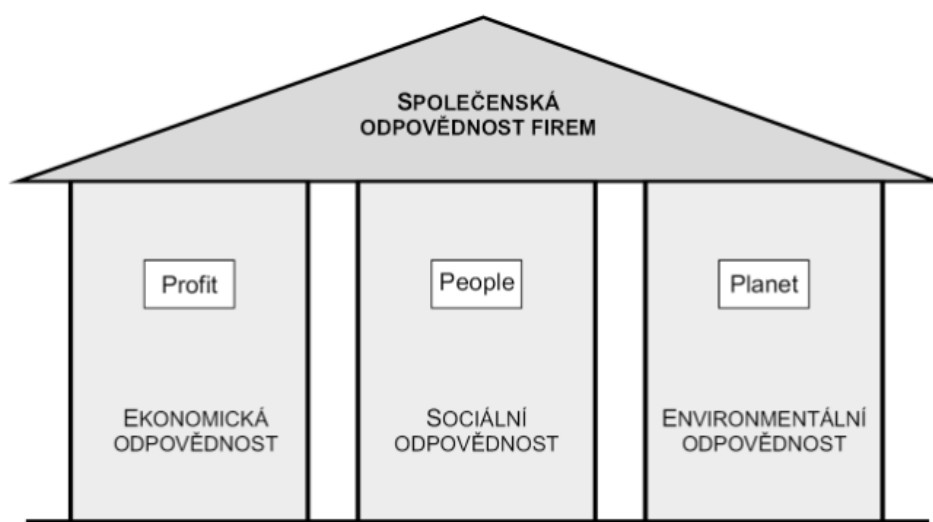 SPOLEČENSKÁ
ODPOVĚDNOST FIREM
Profit
People
Planet
EKONOMICKÁ
ODPOVĚDNOST
SOCIÁLNÍ
ODPOVĚDNOST
ENVIRONMENTÁLNÍ
ODPOVĚDNOST